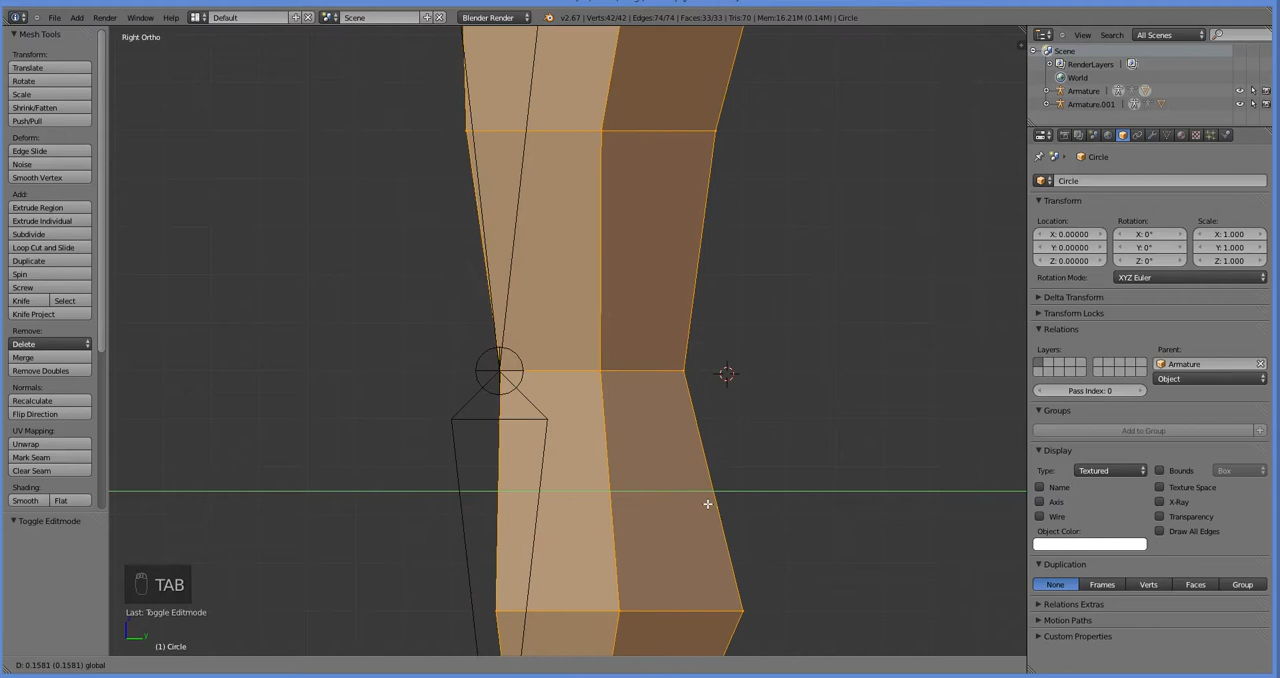 File Add Render Window Help Default Scene Blender Render v2.67 | Verts:42/42 | Edges:74/74 | Faces:33/33 | Tris:70 | Mem:16.21M (0.14M) | Circle
Mesh Tools
Transform:
Translate
Rotate
Scale
Shrink/Fatten
Push/Pull
Deform:
Edge Slide
Noise
Smooth Vertex
Add:
Extrude Region
Extrude Individual
Subdivide
Loop Cut and Slide
Duplicate
Spin
Screw
Knife Select
Knife Project
Remove:
Delete
Merge
Remove Doubles
Normals:
Recalculate
Flip Direction
UV Mapping:
Unwrap
Mark Seam
Clear Seam
Shading:
Smooth Flat
Toggle Editmode
Right Ortho
TAB
Last: Toggle Editmode
y
(1) Circle
D: 0.1581 (0.1581) global
View Search All Scenes
Scene
RenderLayers
World
Armature
Armature.001
Circle
Circle
Transform
Location: Rotation: Scale:
X: 0.00000 X: 0° X: 1.000
Y: 0.00000 Y: 0° Y: 1.000
Z: 0.00000 Z: 0° Z: 1.000
Rotation Mode: XYZ Euler
Delta Transform
Transform Locks
Relations
Layers: Parent:
Armature
Object
Pass Index: 0
Groups
Add to Group
Display
Type: Textured Bounds Box
Name Texture Space
Axis X-Ray
Wire Transparency
Object Color: Draw All Edges
Duplication
None Frames Verts Faces Group
Relations Extras
Motion Paths
Custom Properties